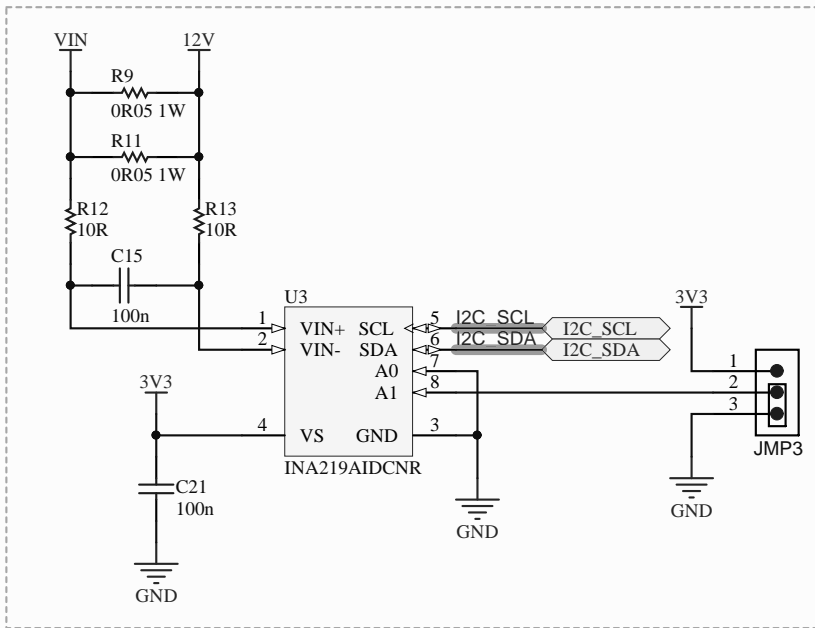 VIN
12V
R9
0R05 1W
R11
0R05 1W
R12
10R
R13
10R
C15
100n
U3
1
VIN+
SCL
5
I2C_SCL
I2C_SCL
2
VIN-
SDA
6
I2C_SDA
I2C_SDA
A0
7
A1
8
3V3
4
VS
GND
3
INA219AIDCNR
C21
100n
GND
GND
3V3
1
2
3
JMP3
GND